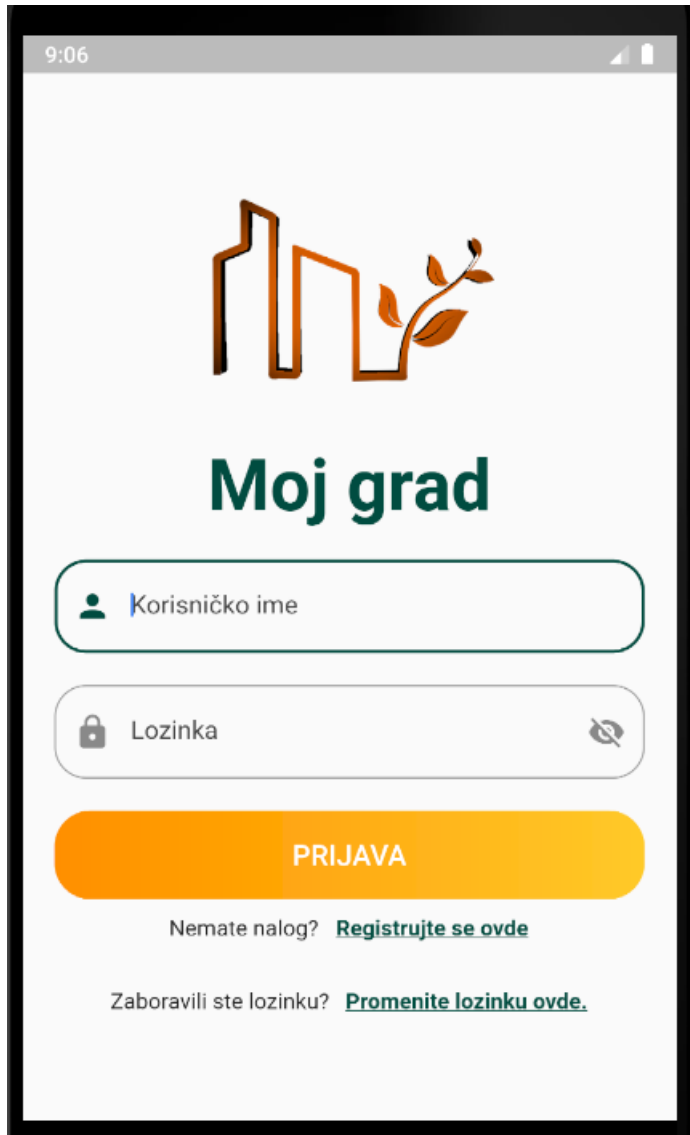 9:06
Moj grad
Korisničko ime
Lozinka
PRIJAVA
Nemate nalog? Registrujte se ovde
Zaboravili ste lozinku? Promenite lozinku ovde.